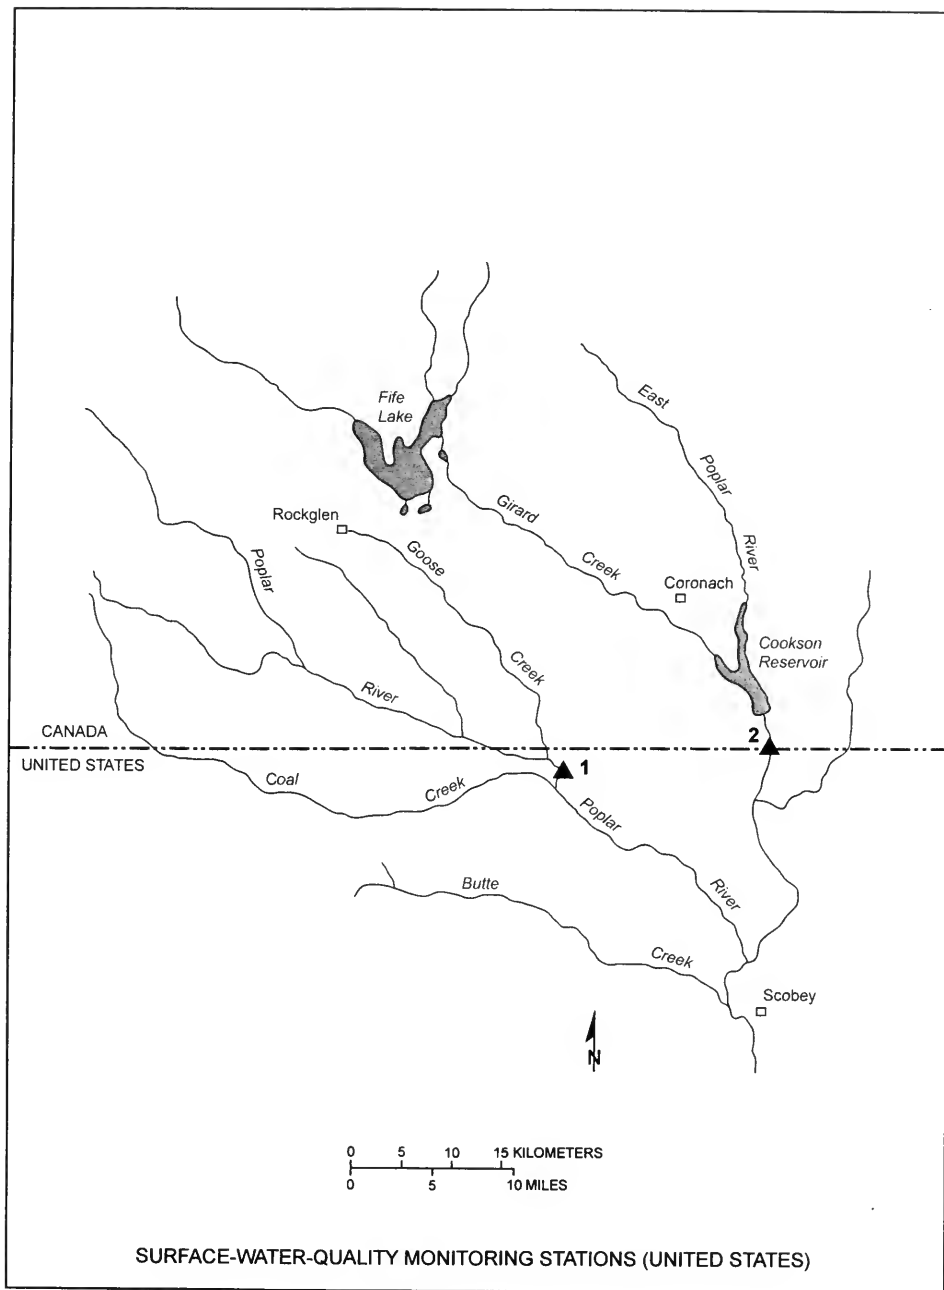 Fife
Lake
East
Poplar
River
Rockglen
Goose
Creek
Girard
Creek
Coronach
Poplar
River
Cookson
Reservoir
CANADA
UNITED STATES
2
1
Coal
Creek
Poplar
River
Butte
Creek
Scobey
N
0 5 10 15 KILOMETERS
0 5 10 MILES
SURFACE-WATER-QUALITY MONITORING STATIONS (UNITED STATES)